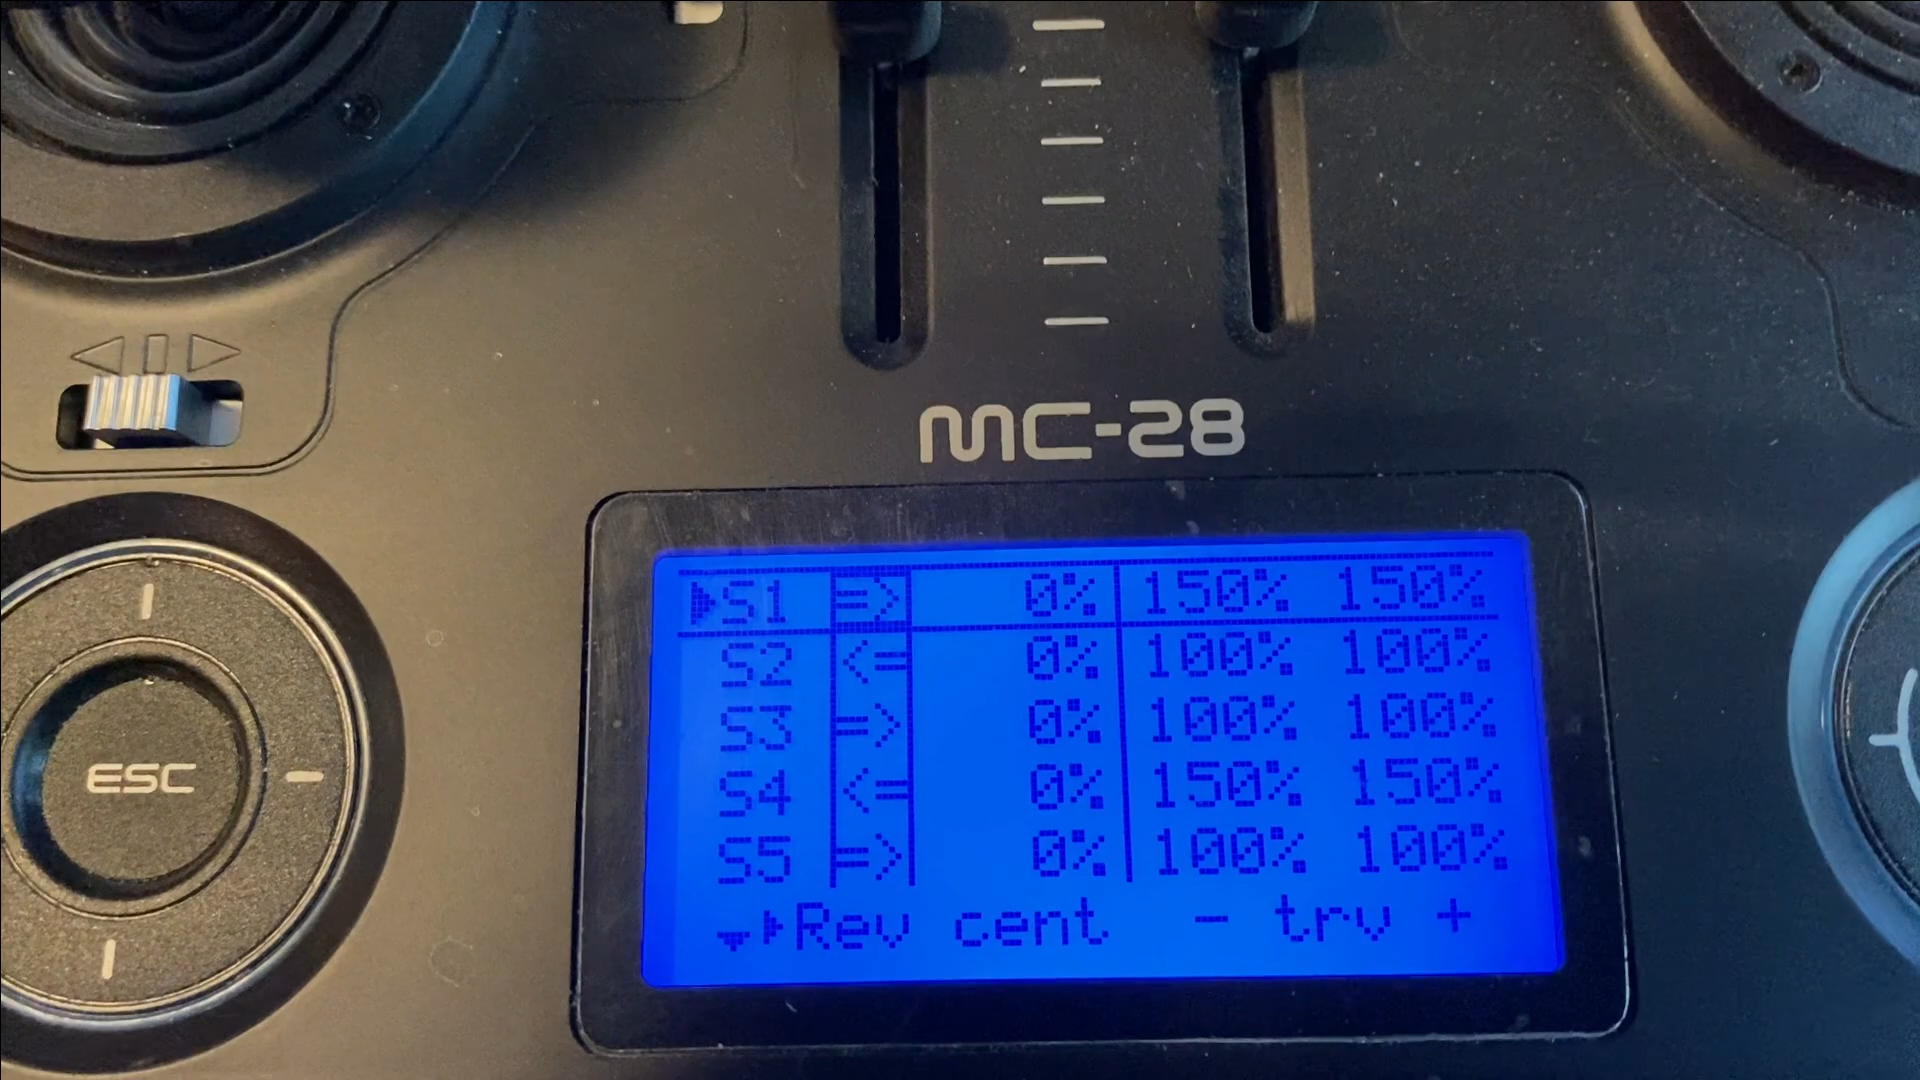 MC-28
ESC
S1 => 0% 150% 150%
S2 <= 0% 100% 100%
S3 => 0% 100% 100%
S4 <= 0% 150% 150%
S5 => 0% 100% 100%
Rev cent - trv +